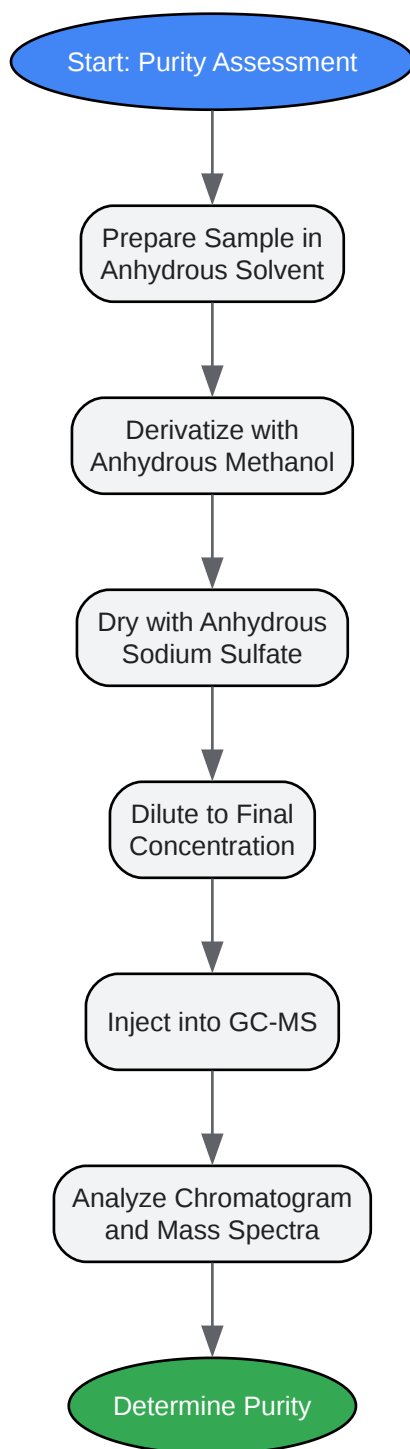 Start: Purity Assessment
Prepare Sample in
Anhydrous Solvent
Derivatize with
Anhydrous Methanol
Dry with Anhydrous
Sodium Sulfate
Dilute to Final
Concentration
Inject into GC-MS
Analyze Chromatogram
and Mass Spectra
Determine Purity